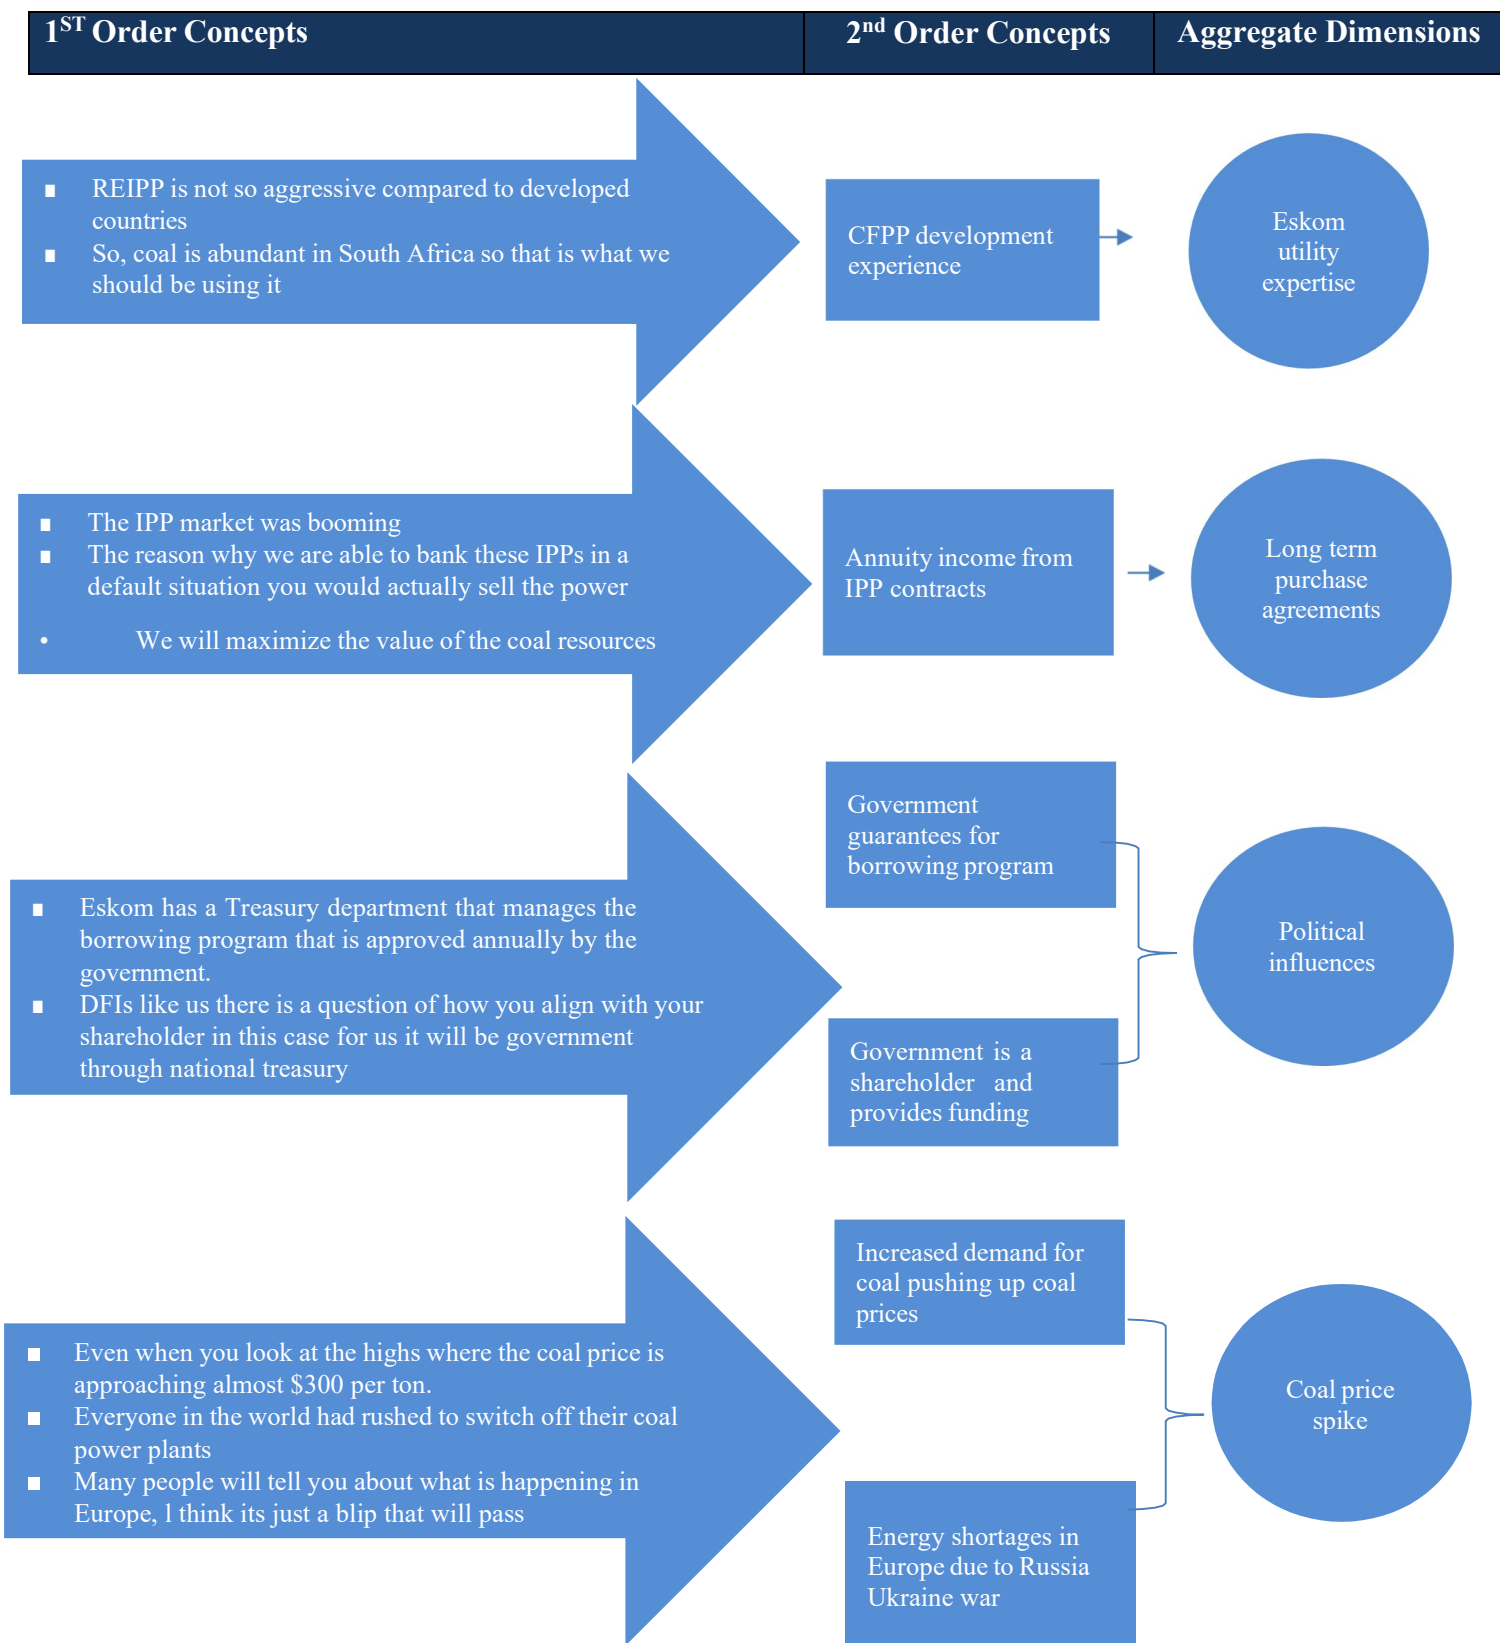 1ST Order Concepts
2nd Order Concepts
Aggregate Dimensions
▪ REIPP is not so aggressive compared to developed
countries
▪ So, coal is abundant in South Africa so that is what we
should be using it
CFPP development
experience
Eskom
utility
expertise
▪ The IPP market was booming
▪ The reason why we are able to bank these IPPs in a
default situation you would actually sell the power
• We will maximize the value of the coal resources
Annuity income from
IPP contracts
Long term
purchase
agreements
▪ Eskom has a Treasury department that manages the
borrowing program that is approved annually by the
government.
▪ DFIs like us there is a question of how you align with your
shareholder in this case for us it will be government
through national treasury
Government
guarantees for
borrowing program
Government is a
shareholder and
provides funding
Political
influences
▪ Even when you look at the highs where the coal price is
approaching almost $300 per ton.
▪ Everyone in the world had rushed to switch off their coal
power plants
▪ Many people will tell you about what is happening in
Europe, l think its just a blip that will pass
Increased demand for
coal pushing up coal
prices
Energy shortages in
Europe due to Russia
Ukraine war
Coal price
spike